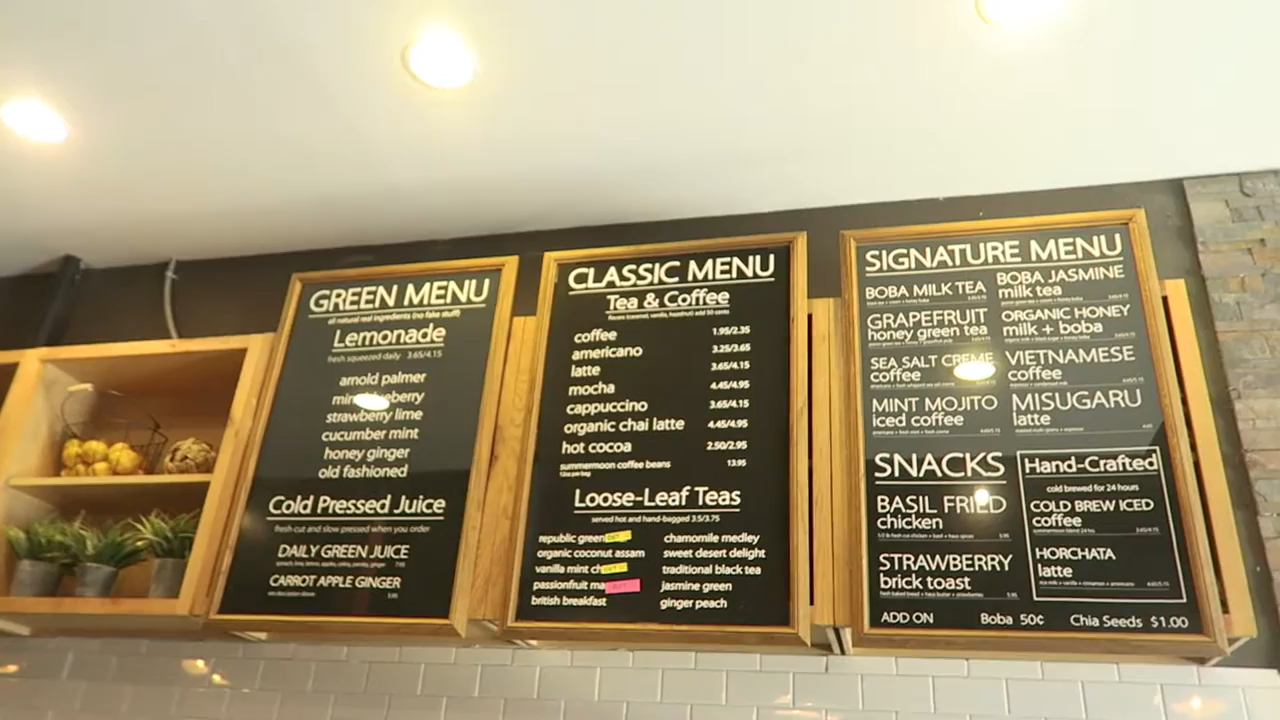 GREEN MENU
all natural real ingredients (no fake stuff)
Lemonade
fresh squeezed daily 3.65/4.15
arnold palmer
strawberry lime
cucumber mint
honey ginger
old fashioned
Cold Pressed Juice
fresh cut and slow pressed when you order
DAILY GREEN JUICE
CARROT APPLE GINGER
CLASSIC MENU
Tea & Coffee
coffee 1.95/2.35
americano 3.25/3.65
latte 3.65/4.15
mocha 4.45/4.95
cappuccino 3.65/4.15
organic chai latte 4.45/4.95
hot cocoa 2.50/2.95
summermoon coffee beans 13.95
12oz per bag
Loose-Leaf Teas
served hot and hand-bagged 3.5/3.75
republic green
organic coconut assam
vanilla mint
passionfruit
british breakfast
chamomile medley
sweet desert delight
traditional black tea
jasmine green
ginger peach
SIGNATURE MENU
BOBA MILK TEA
GRAPEFRUIT
honey green tea
SEA SALT CREME
coffee
MINT MOJITO
iced coffee
BOBA JASMINE
milk tea
ORGANIC HONEY
milk + boba
VIETNAMESE
coffee
MISUGARU
latte
SNACKS
BASIL FRIED
chicken
STRAWBERRY
brick toast
Hand-Crafted
cold brewed for 24 hours
COLD BREW ICED
coffee
HORCHATA
latte
ADD ON Boba 50¢ Chia Seeds $1.00